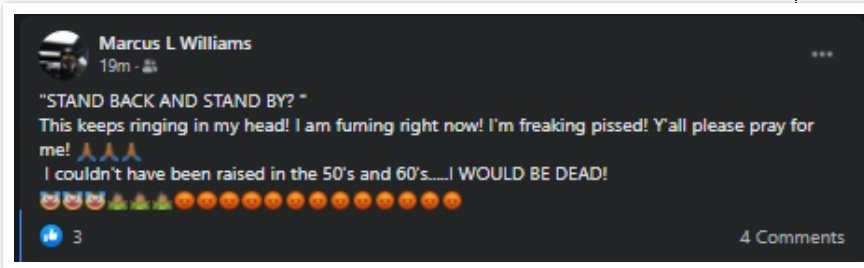 Marcus L Williams
19m ·
"STAND BACK AND STAND BY? "
This keeps ringing in my head! I am fuming right now! I'm freaking pissed! Y'all please pray for
me! 🙏🏾🙏🏾🙏🏾
I couldn't have been raised in the 50's and 60's.....I WOULD BE DEAD!
🤡🤡🤡🤷🏾‍♂️🤷🏾‍♂️🤷🏾‍♂️😡😡😡😡😡😡😡😡😡😡😡😡😡
3
4 Comments